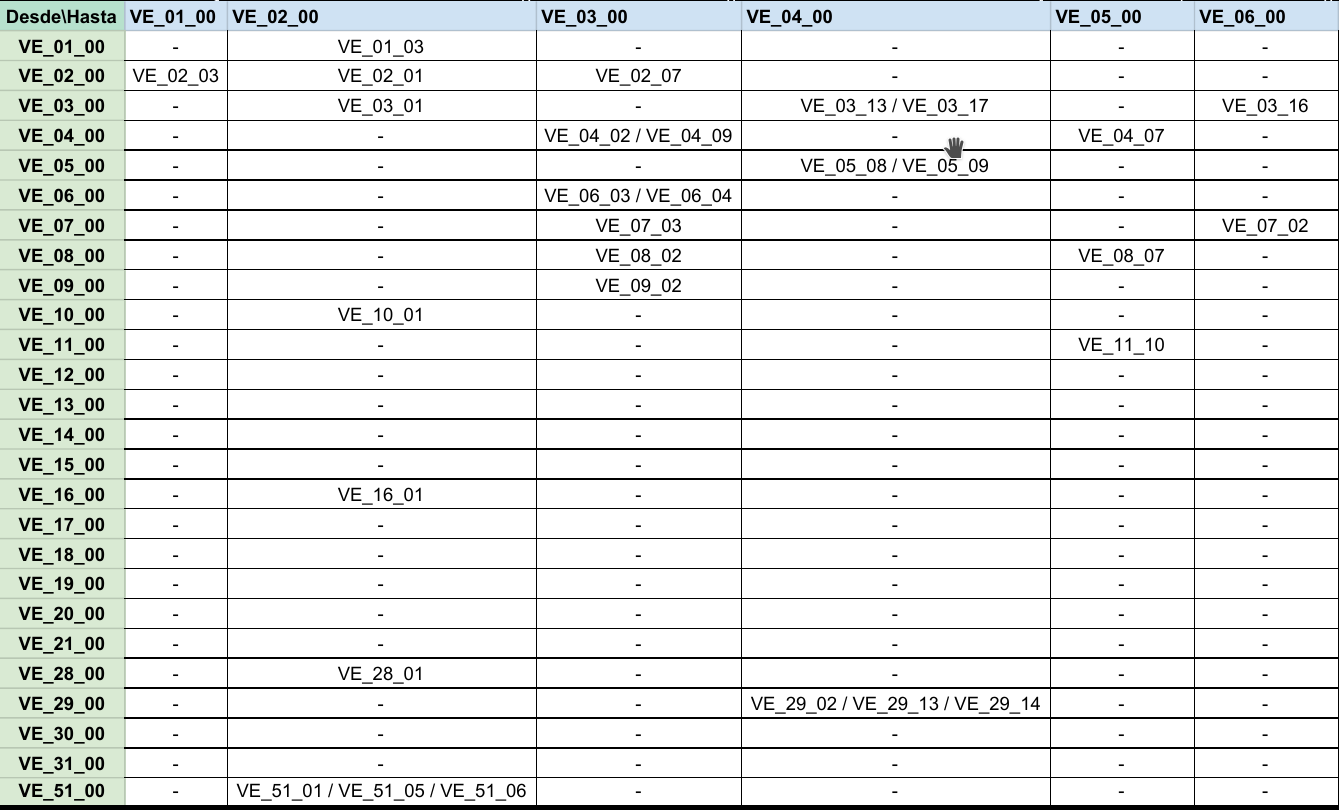 Desde\Hasta VE_01_00 VE_02_00 VE_03_00 VE_04_00 VE_05_00 VE_06_00
VE_01_00 - VE_01_03 - - - -
VE_02_00 VE_02_03 VE_02_01 VE_02_07 - - -
VE_03_00 - VE_03_01 - VE_03_13 / VE_03_17 - VE_03_16
VE_04_00 - - VE_04_02 / VE_04_09 - VE_04_07 -
VE_05_00 - - - VE_05_08 / VE_05_09 - -
VE_06_00 - - VE_06_03 / VE_06_04 - - -
VE_07_00 - - VE_07_03 - - VE_07_02
VE_08_00 - - VE_08_02 - VE_08_07 -
VE_09_00 - - VE_09_02 - - -
VE_10_00 - VE_10_01 - - - -
VE_11_00 - - - - VE_11_10 -
VE_12_00 - - - - - -
VE_13_00 - - - - - -
VE_14_00 - - - - - -
VE_15_00 - - - - - -
VE_16_00 - VE_16_01 - - - -
VE_17_00 - - - - - -
VE_18_00 - - - - - -
VE_19_00 - - - - - -
VE_20_00 - - - - - -
VE_21_00 - - - - - -
VE_28_00 - VE_28_01 - - - -
VE_29_00 - - - VE_29_02 / VE_29_13 / VE_29_14 - -
VE_30_00 - - - - - -
VE_31_00 - - - - - -
VE_51_00 - VE_51_01 / VE_51_05 / VE_51_06 - - - -